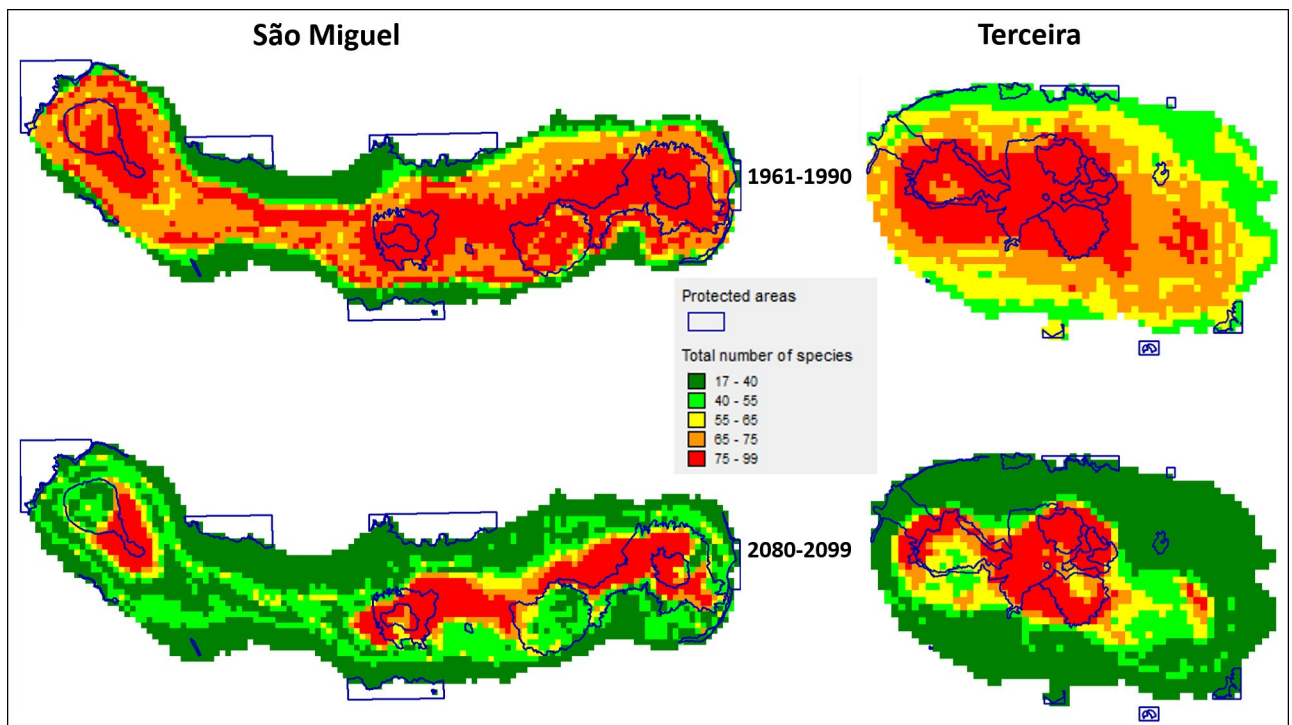 São Miguel
Terceira
1961-1990
Protected areas
Total number of species
17 - 40
40 - 55
55 - 65
65 - 75
75 - 99
2080-2099